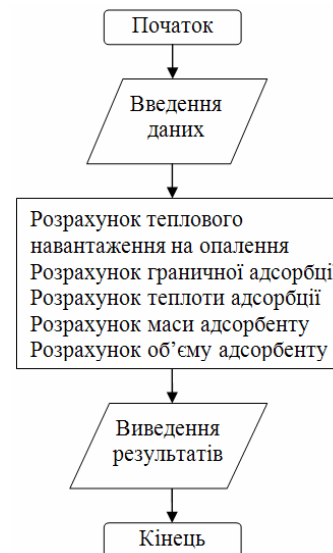 Початок
Введення
даних
Розрахунок теплового
навантаження на опалення
Розрахунок граничної адсорбції
Розрахунок теплоти адсорбції
Розрахунок маси адсорбенту
Розрахунок об’єму адсорбенту
Виведення
результатів
Кінець